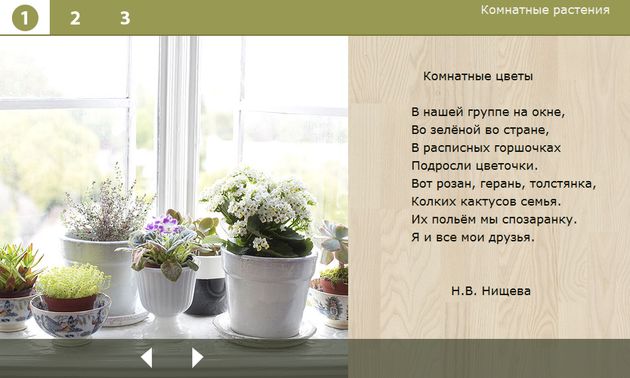 1 2 3
Комнатные растения
Комнатные цветы
В нашей группе на окне,
Во зелёной во стране,
В расписных горшочках
Подросли цветочки.
Вот розан, герань, толстянка,
Колких кактусов семья.
Их польём мы спозаранку.
Я и все мои друзья.
Н.В. Нищева